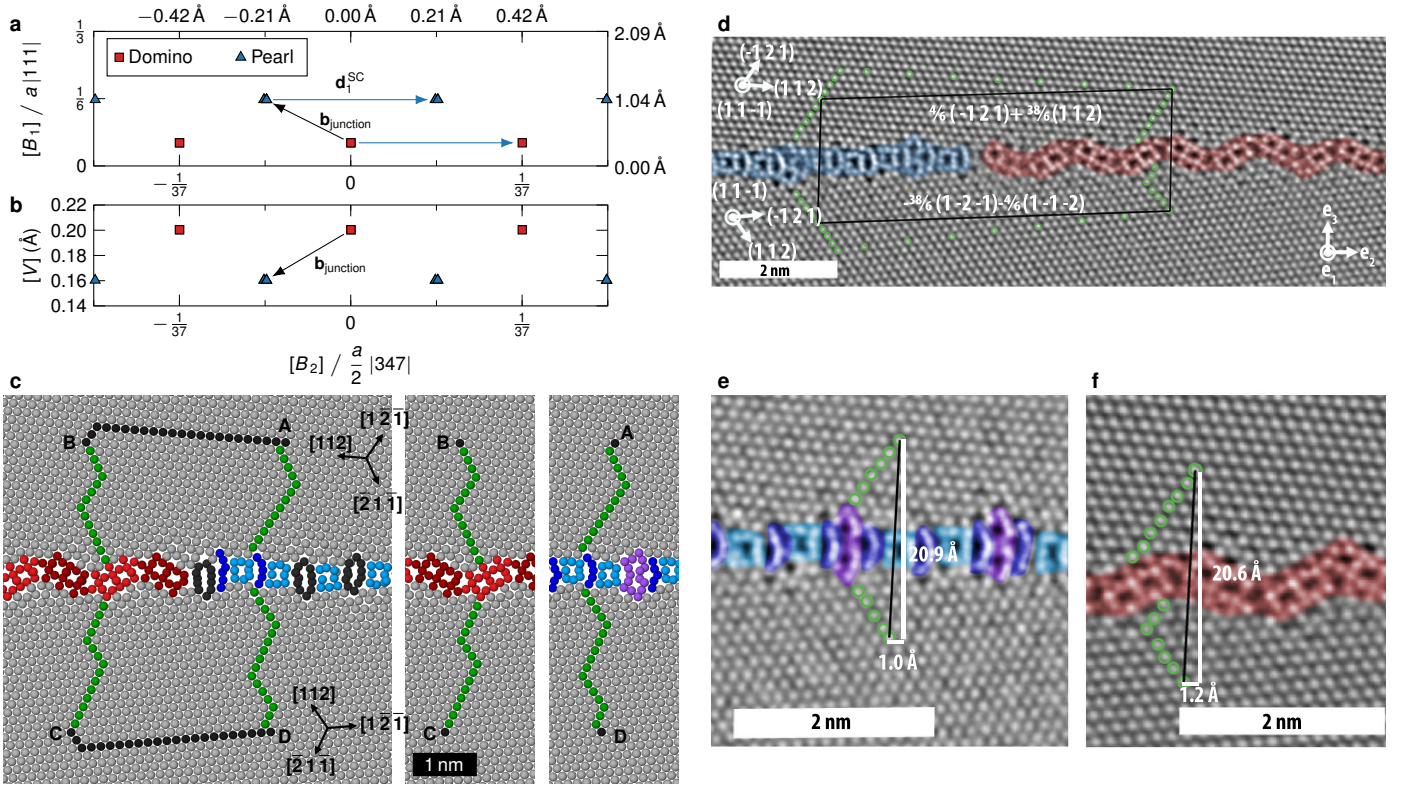 a
−0.42 Å −0.21 Å 0.00 Å 0.21 Å 0.42 Å
1/3
1/6
0
[B1] / a|111|
Domino Pearl
d1^SC
b_junction
2.09 Å
1.04 Å
0.00 Å
−1/37 0 1/37
b
0.22
0.20
0.18
0.16
0.14
[V] (Å)
b_junction
−1/37 0 1/37
[B2] / a/2 |347|
c
B
A
[112]
[1 2 1̅]
[2̅ 1 1̅]
C
D
[112]
[1 2̅ 1̅]
[2̅ 1 1̅]
B
C
1 nm
A
D
d
(-1 2 1)
(1 1 2)
(1 1 -1)
4/6 (-1 2 1) + 38/6 (1 1 2)
(1 1 -1)
(-1 2 1)
(1 1 2)
-38/6 (1 -2 -1) -4/6 (1 -1 -2)
2 nm
e3
e2
e1
e
20.9 Å
1.0 Å
2 nm
f
20.6 Å
1.2 Å
2 nm